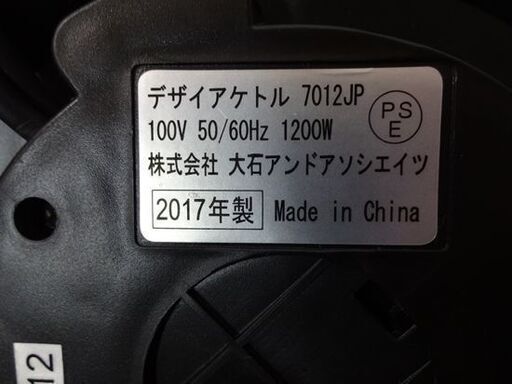 デザイアケトル 7012JP
100V 50/60Hz 1200W
PS
E
株式会社 大石アンドアソシエイツ
2017年製 Made in China
12